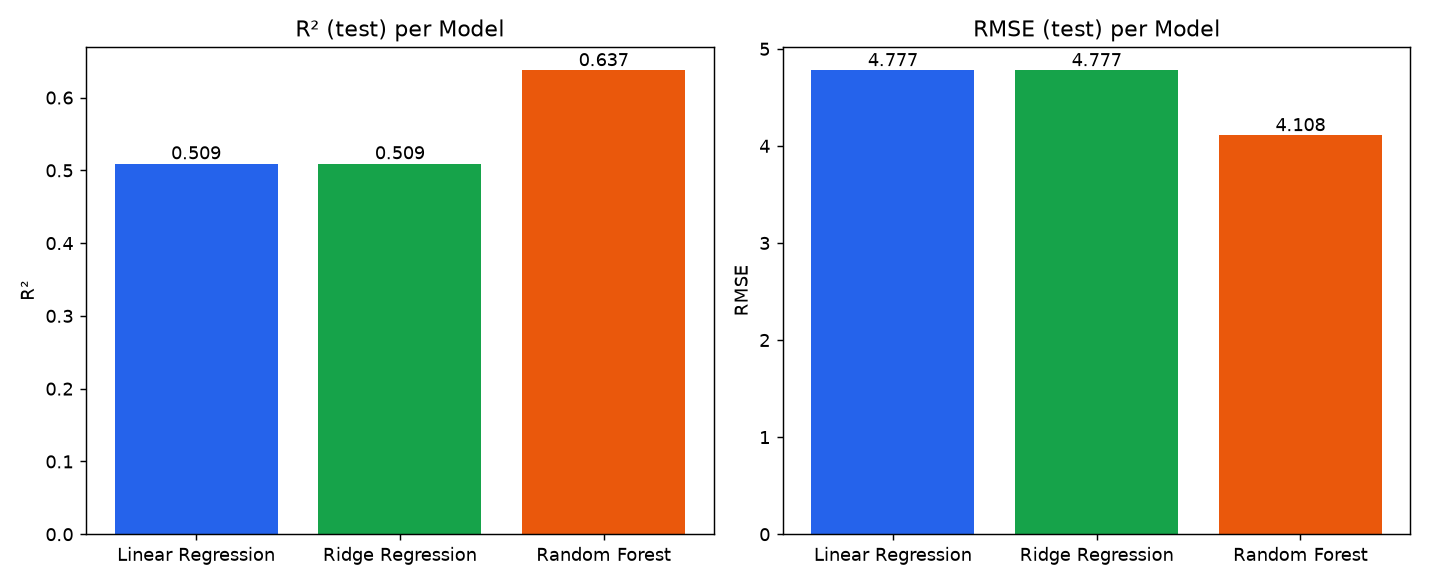 R² (test) per Model
R²
0.6
0.5
0.4
0.3
0.2
0.1
0.0
0.509
0.509
0.637
Linear Regression
Ridge Regression
Random Forest
RMSE (test) per Model
RMSE
5
4
3
2
1
0
4.777
4.777
4.108
Linear Regression
Ridge Regression
Random Forest